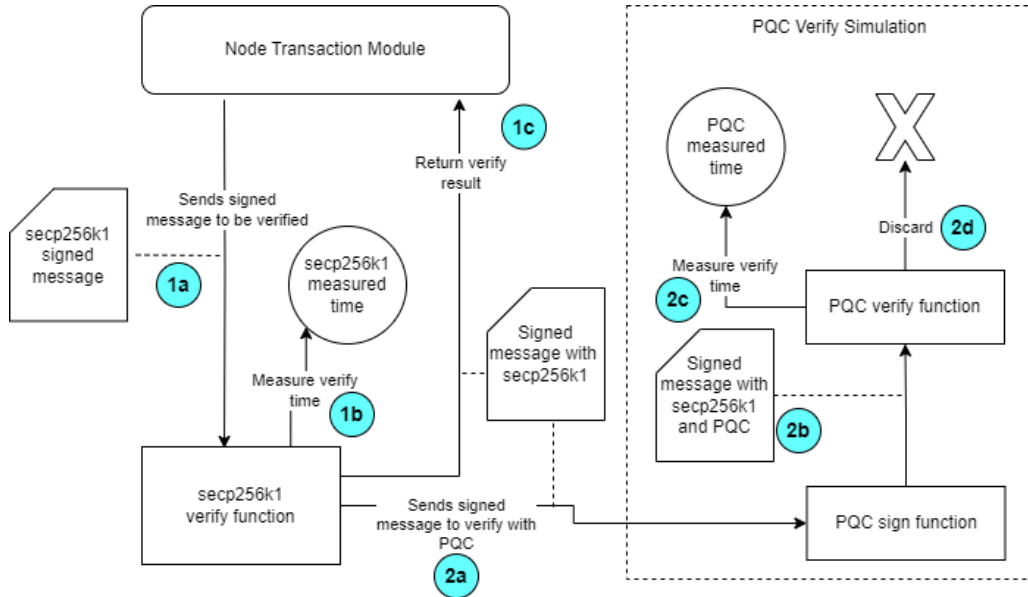 Node Transaction Module
PQC Verify Simulation
1c
Return verify
result
PQC
measured
time
X
Sends signed
message to be verified
secp256k1
signed
message
1a
secp256k1
measured
time
Discard
2d
Measure verify
time
2c
PQC verify function
Signed
message with
secp256k1
Measure verify
time
1b
Signed
message with
secp256k1
and PQC
2b
secp256k1
verify function
Sends signed
message to verify with
PQC
2a
PQC sign function